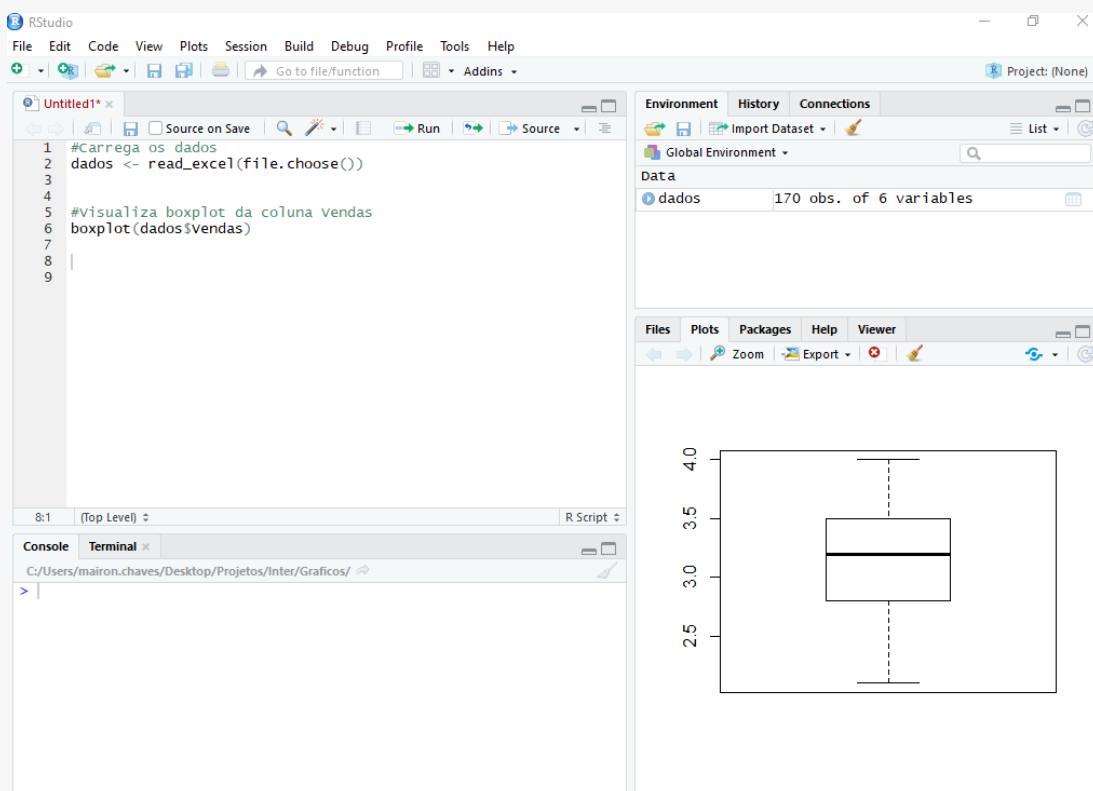 RStudio
File Edit Code View Plots Session Build Debug Profile Tools Help
Go to file/function
Addins
Project: (None)
Untitled1*
Source on Save
Run
Source
1 #Carrega os dados
2 dados <- read_excel(file.choose())
3
4
5 #Visualiza boxplot da coluna Vendas
6 boxplot(dados$Vendas)
7
8
9
8:1 (Top Level) R Script
Console Terminal
C:/Users/mairon.chaves/Desktop/Projetos/Inter/Graficos/
>
Environment History Connections
Import Dataset
List
Global Environment
Data
dados 170 obs. of 6 variables
Files Plots Packages Help Viewer
Zoom Export
4.0
3.5
3.0
2.5